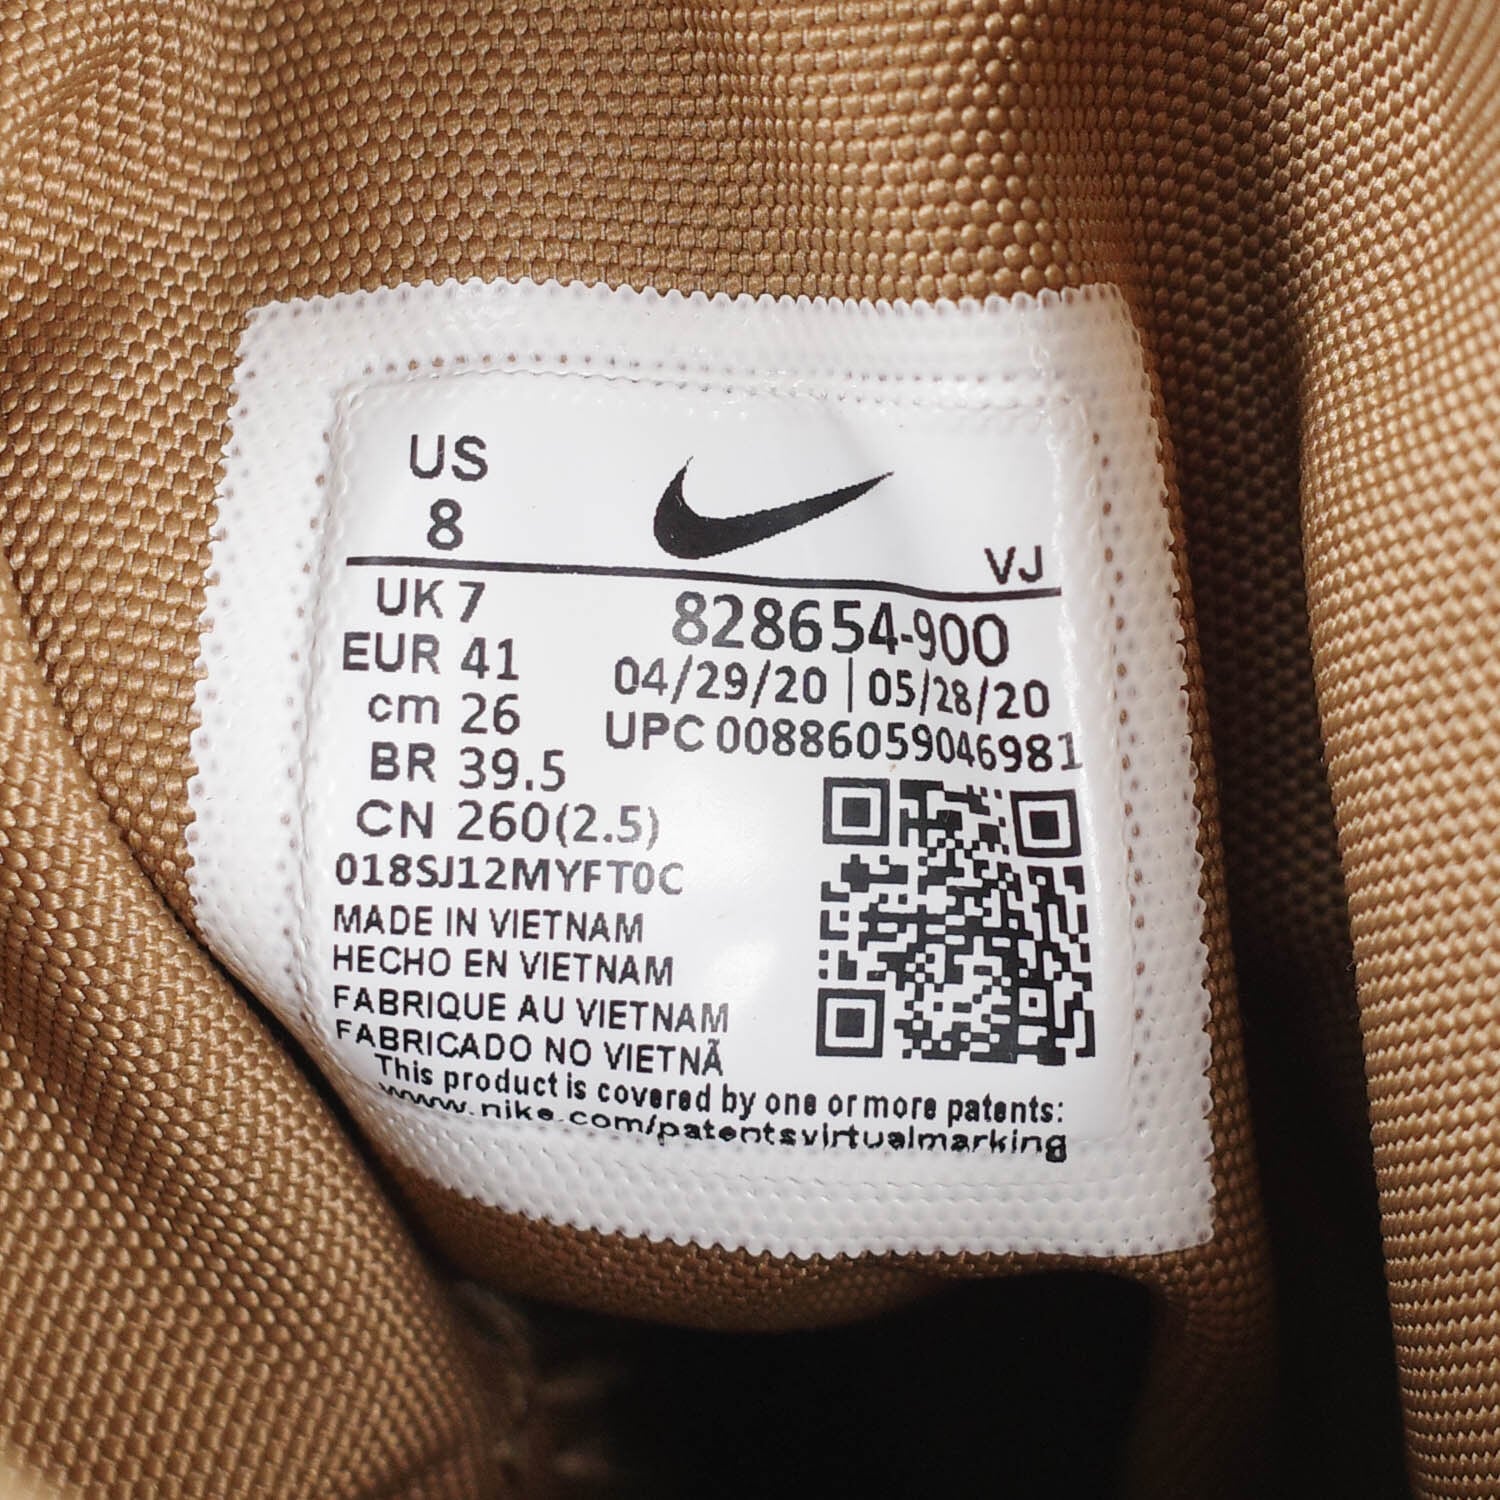 US
8
VJ
UK 7
828654-900
EUR 41
04/29/20 | 05/28/20
cm 26
UPC 00886059046981
BR 39.5
CN 260(2.5)
018SJ12MYFT0C
MADE IN VIETNAM
HECHO EN VIETNAM
FABRIQUE AU VIETNAM
FABRICADO NO VIETNÃ
This product is covered by one or more patents:
www.nike.com/patentsvirtualmarking